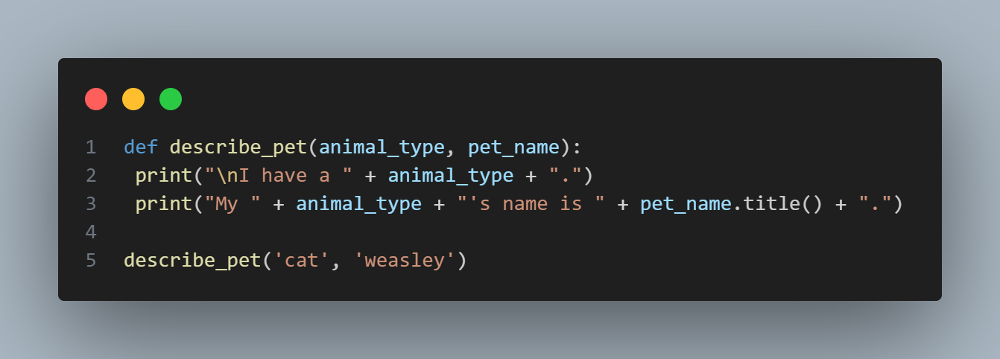 1 def describe_pet(animal_type, pet_name):
2  print("\nI have a " + animal_type + ".")
3  print("My " + animal_type + "'s name is " + pet_name.title() + ".")
4
5 describe_pet('cat', 'weasley')